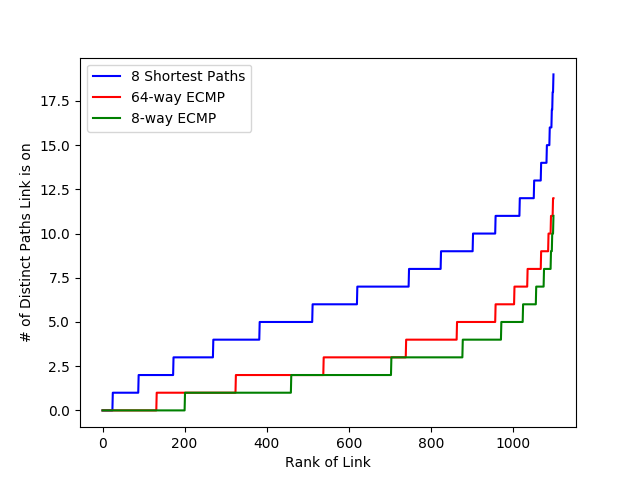 8 Shortest Paths
64-way ECMP
8-way ECMP
# of Distinct Paths Link is on
17.5
15.0
12.5
10.0
7.5
5.0
2.5
0.0
0 200 400 600 800 1000
Rank of Link